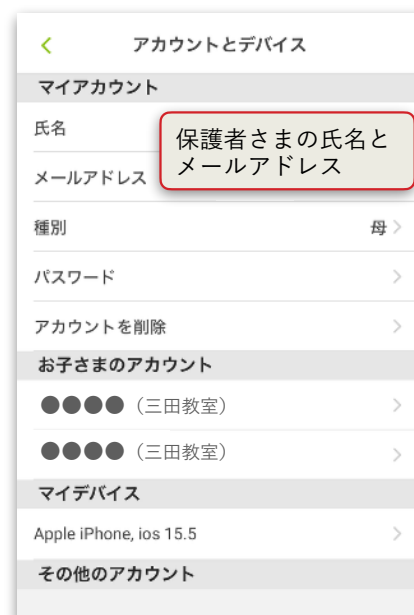 アカウントとデバイス
マイアカウント
氏名
保護者さまの氏名と
メールアドレス
メールアドレス
種別 母
パスワード
アカウントを削除
お子さまのアカウント
●●●●（三田教室）
●●●●（三田教室）
マイデバイス
Apple iPhone, ios 15.5
その他のアカウント